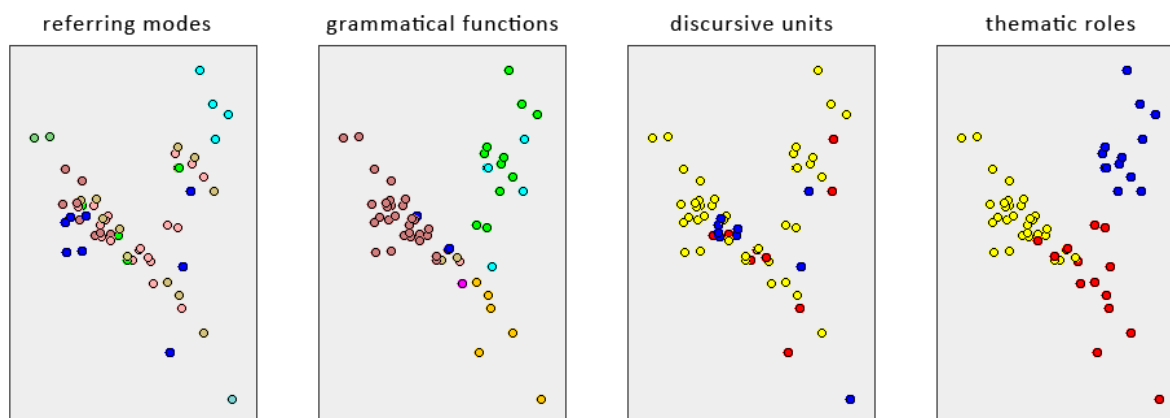 referring modes
grammatical functions
discursive units
thematic roles